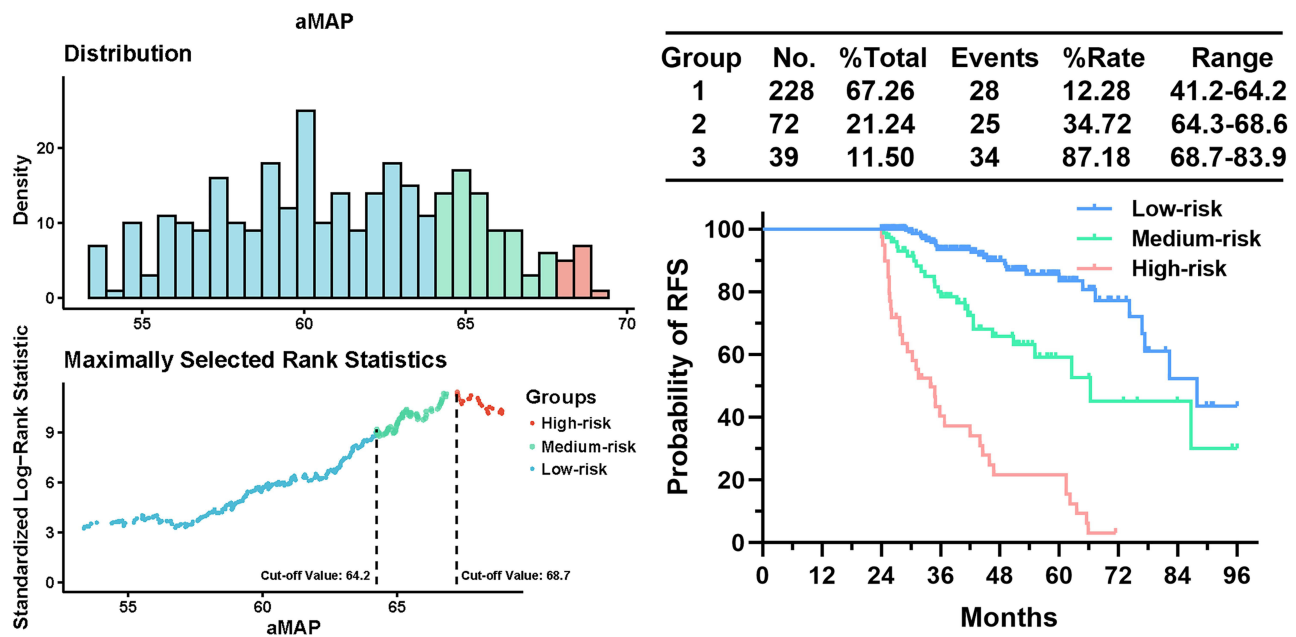 aMAP
Distribution
Density
20
10
0
55
60
65
70
Maximally Selected Rank Statistics
Standardized Log-Rank Statistic
9
6
3
0
Groups
High-risk
Medium-risk
Low-risk
Cut-off Value: 64.2
Cut-off Value: 68.7
55
60
65
aMAP
Group No. %Total Events %Rate Range
1 228 67.26 28 12.28 41.2-64.2
2 72 21.24 25 34.72 64.3-68.6
3 39 11.50 34 87.18 68.7-83.9
Low-risk
Medium-risk
High-risk
Probability of RFS
100
80
60
40
20
0
0 12 24 36 48 60 72 84 96
Months